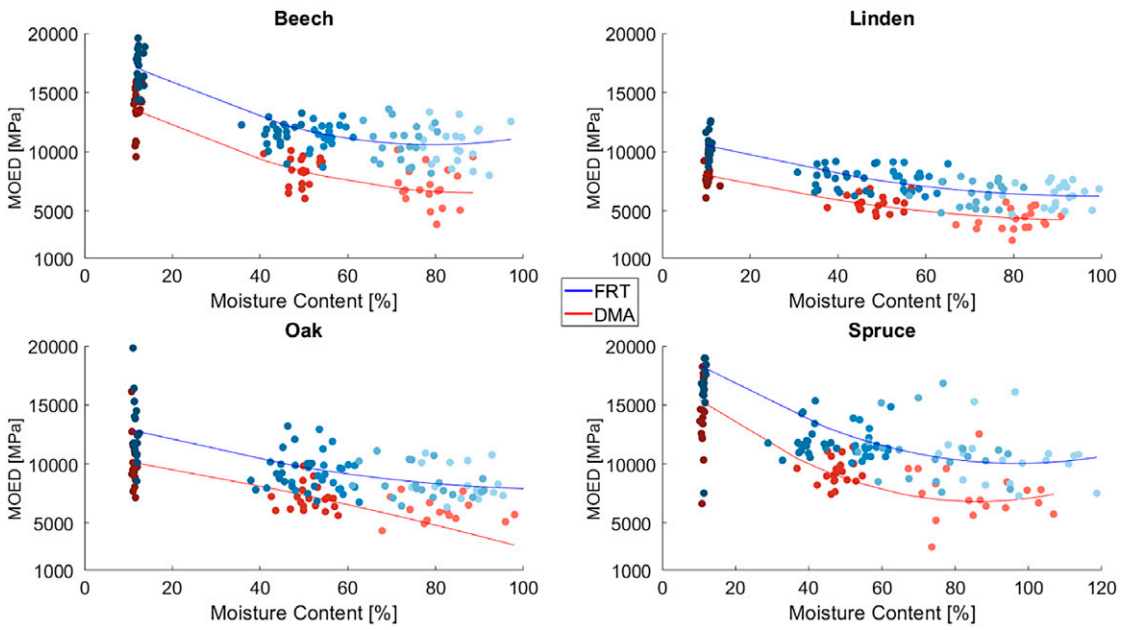 Beech
MOED [MPa]
20000
15000
10000
5000
1000
0 20 40 60 80 100
Moisture Content [%]
Linden
MOED [MPa]
20000
15000
10000
5000
1000
0 20 40 60 80 100
Moisture Content [%]
FRT
DMA
Oak
MOED [MPa]
20000
15000
10000
5000
1000
0 20 40 60 80 100
Moisture Content [%]
Spruce
MOED [MPa]
20000
15000
10000
5000
1000
0 20 40 60 80 100 120
Moisture Content [%]